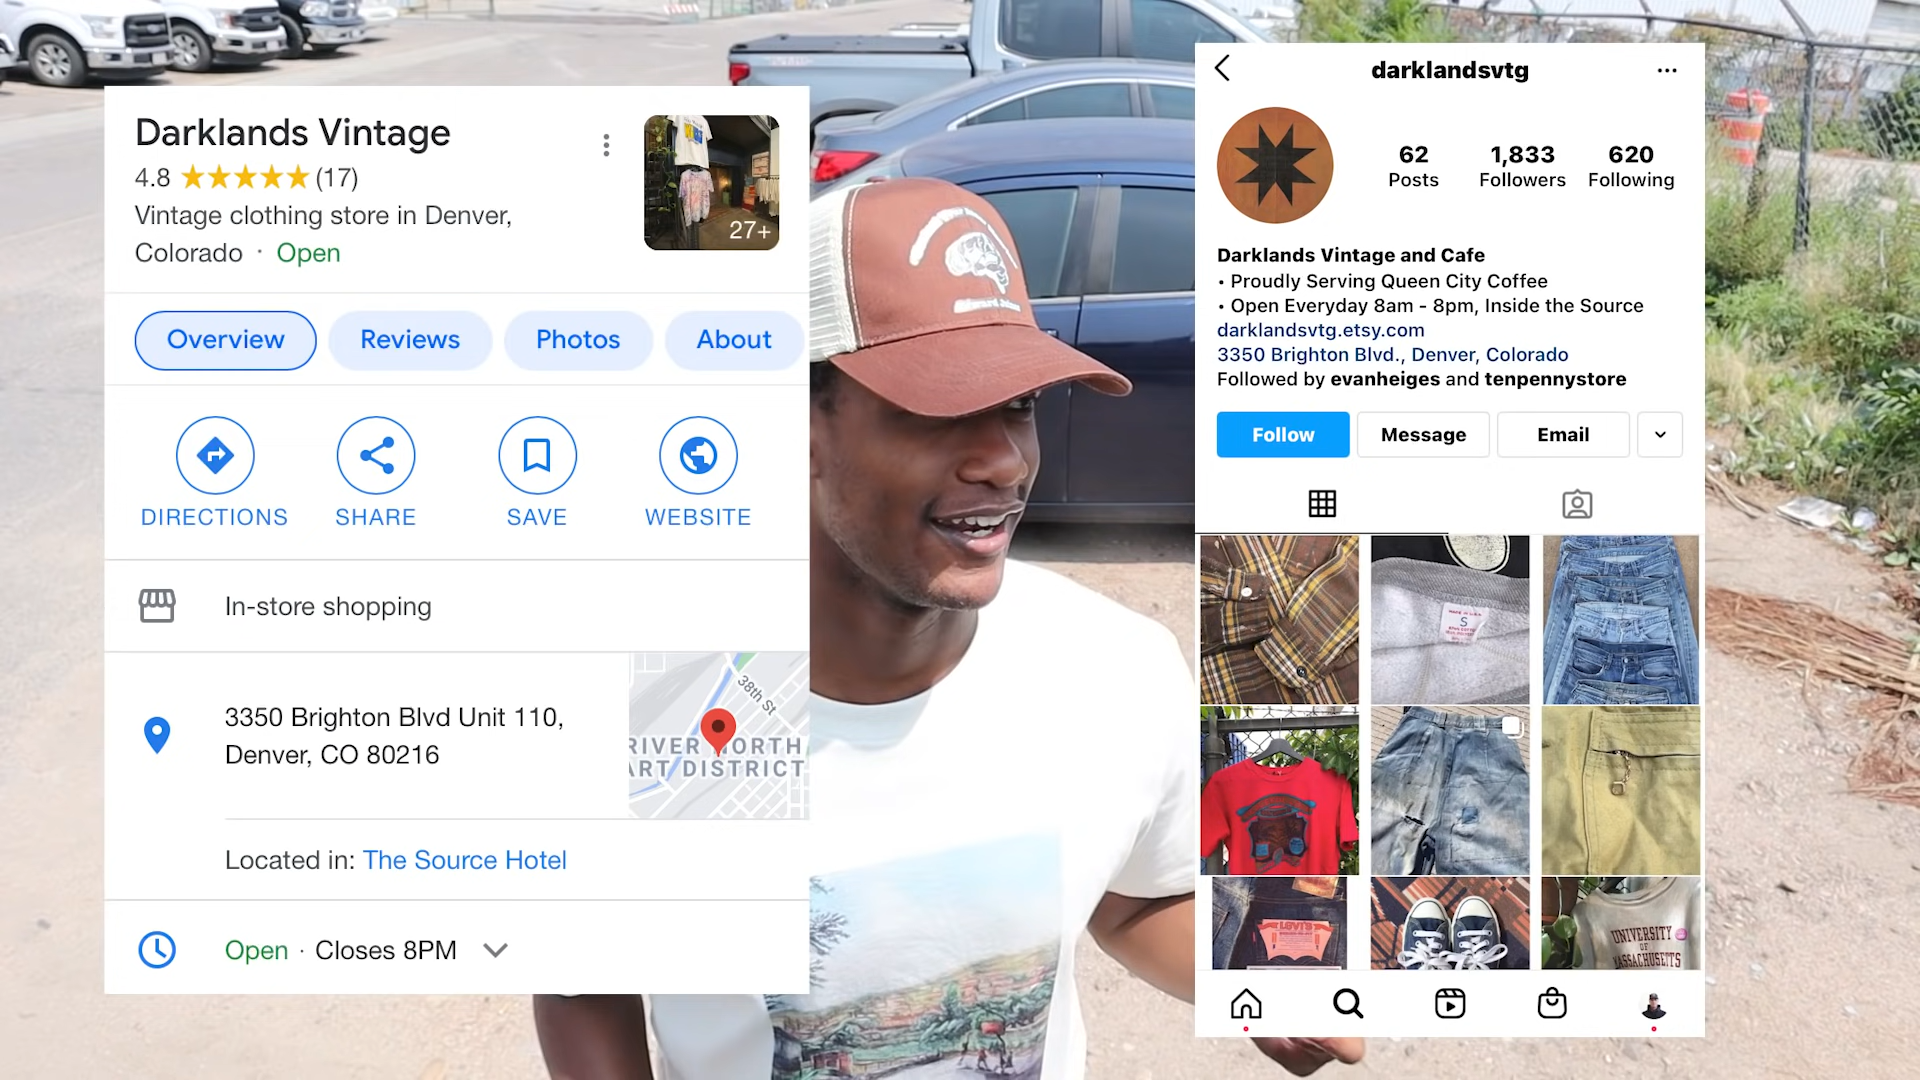 Darklands Vintage
4.8 (17)
Vintage clothing store in Denver,
Colorado · Open
27+
Overview
Reviews
Photos
About
DIRECTIONS
SHARE
SAVE
WEBSITE
In-store shopping
3350 Brighton Blvd Unit 110,
Denver, CO 80216
38th St
RIVER NORTH
ART DISTRICT
Located in: The Source Hotel
Open · Closes 8PM
darklandsvtg
62 Posts
1,833 Followers
620 Following
Darklands Vintage and Cafe
• Proudly Serving Queen City Coffee
• Open Everyday 8am - 8pm, Inside the Source
darklandsvtg.etsy.com
3350 Brighton Blvd., Denver, Colorado
Followed by evanheiges and tenpennystore
Follow
Message
Email
MADE IN U.S.A.
S
LEVI'S
UNIVERSITY
OF
MASSACHUSETTS